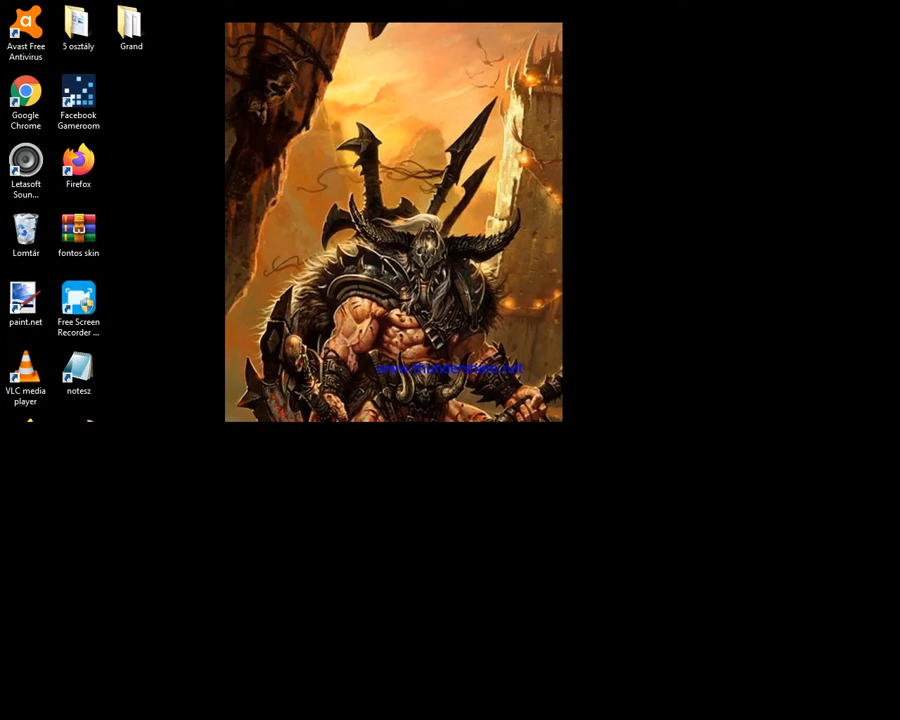 Avast Free
Antivirus
5 osztály
Grand
Google
Chrome
Facebook
Gameroom
Letasoft
Soun...
Firefox
Lomtár
fontos skin
paint.net
Free Screen
Recorder ...
VLC media
player
notesz